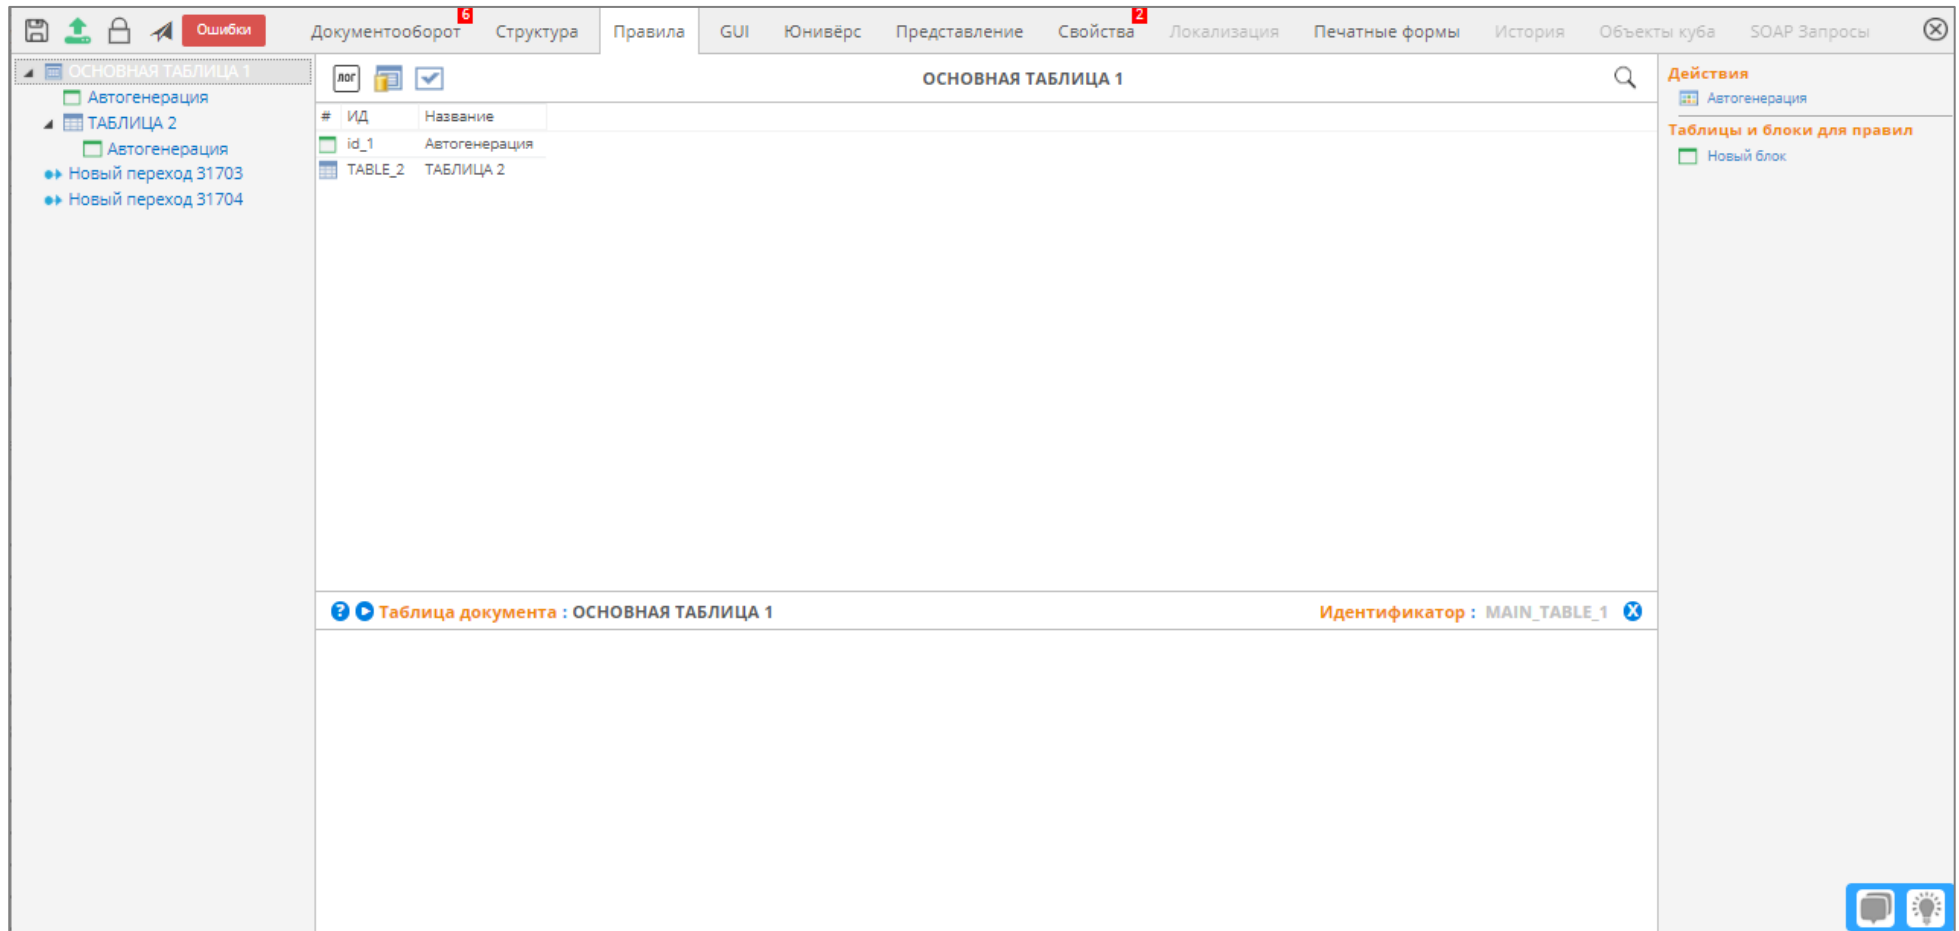 Ошибки
6
2
Документооборот Структура Правила GUI Юнивёрс Представление Свойства Локализация Печатные формы История Объекты куба SOAP Запросы
ОСНОВНАЯ ТАБЛИЦА 1
Автогенерация
ТАБЛИЦА 2
Автогенерация
Новый переход 31703
Новый переход 31704
лог
ОСНОВНАЯ ТАБЛИЦА 1
# ИД Название
id_1 Автогенерация
TABLE_2 ТАБЛИЦА 2
Таблица документа : ОСНОВНАЯ ТАБЛИЦА 1
Идентификатор : MAIN_TABLE_1
Действия
Автогенерация
Таблицы и блоки для правил
Новый блок